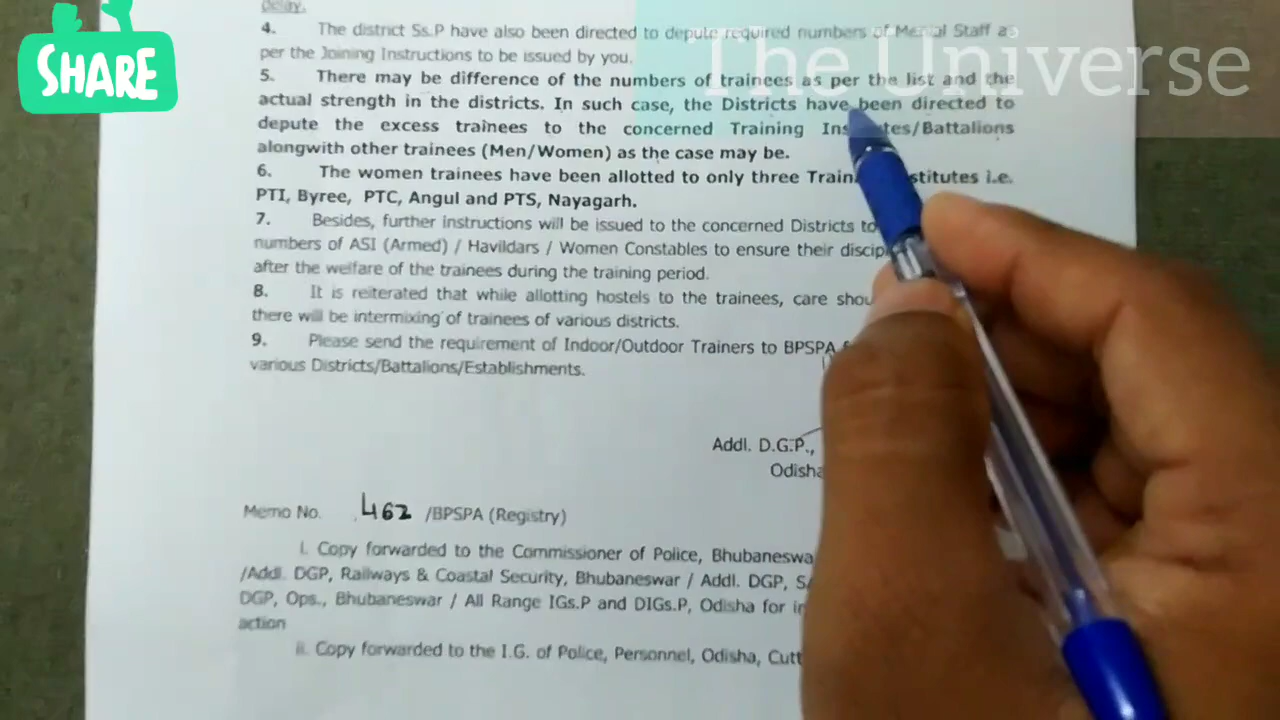 delay.
4. The district Ss.P have also been directed to depute required numbers of Menial Staff as
per the Joining Instructions to be issued by you.
5. There may be difference of the numbers of trainees as per the list and the
actual strength in the districts. In such case, the Districts have been directed to
depute the excess trainees to the concerned Training Institutes/Battalions
alongwith other trainees (Men/Women) as the case may be.
6. The women trainees have been allotted to only three Training Institutes i.e.
PTI, Byree, PTC, Angul and PTS, Nayagarh.
7. Besides, further instructions will be issued to the concerned Districts to
numbers of ASI (Armed) / Havildars / Women Constables to ensure their
after the welfare of the trainees during the training period.
8. It is reiterated that while allotting hostels to the trainees, care
there will be intermixing of trainees of various districts.
9. Please send the requirement of Indoor/Outdoor Trainers to BPSPA
various Districts/Battalions/Establishments.
Addl. D.G.P.,
Odisha
Memo No. 462 /BPSPA (Registry)
i. Copy forwarded to the Commissioner of Police,
/Addl. DGP, Railways & Coastal Security, Bhubaneswar / Addl. DGP,
DGP, Ops., Bhubaneswar / All Range IGs.P and DIGs.P, Odisha for
action
ii. Copy forwarded to the I.G. of Police, Personnel, Odisha,
SHARE
The Universe